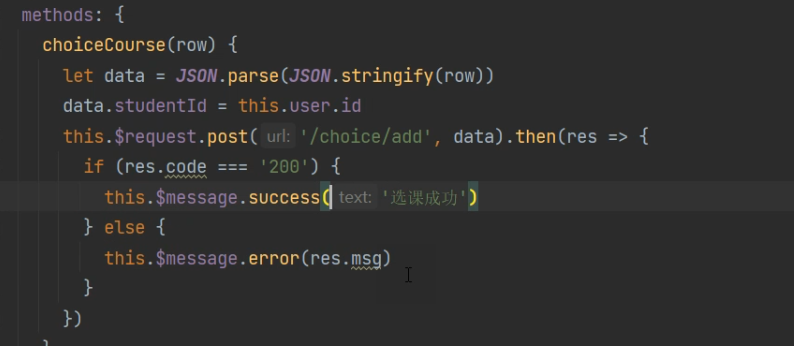 methods: {
choiceCourse(row) {
let data = JSON.parse(JSON.stringify(row))
data.studentId = this.user.id
this.$request.post( url: '/choice/add', data).then(res => {
if (res.code === '200') {
this.$message.success( text: '选课成功')
} else {
this.$message.error(res.msg)
}
})